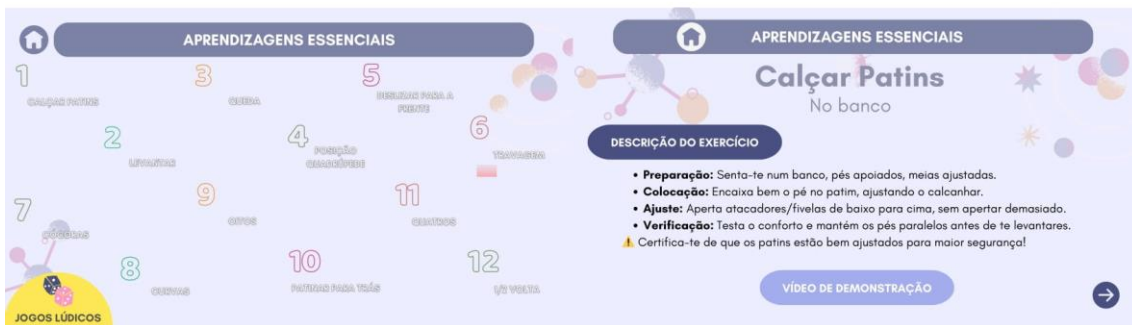 APRENDIZAGENS ESSENCIAIS
1
CALÇAR PATINS
3
QUEDA
5
DESLIZAR PARA A
FRENTE
2
LEVANTAR
4
POSIÇÃO
QUADRÚPEDE
6
TRAVAGEM
7
CÓCORAS
9
OITOS
11
QUATROS
8
CURVAS
10
PATINAR PARA TRÁS
12
1/2 VOLTA
JOGOS LÚDICOS
APRENDIZAGENS ESSENCIAIS
Calçar Patins
No banco
DESCRIÇÃO DO EXERCÍCIO
• Preparação: Senta-te num banco, pés apoiados, meias ajustadas.
• Colocação: Encaixa bem o pé no patim, ajustando o calcanhar.
• Ajuste: Aperta atacadores/fivelas de baixo para cima, sem apertar demasiado.
• Verificação: Testa o conforto e mantém os pés paralelos antes de te levantares.
⚠️ Certifica-te de que os patins estão bem ajustados para maior segurança!
VÍDEO DE DEMONSTRAÇÃO